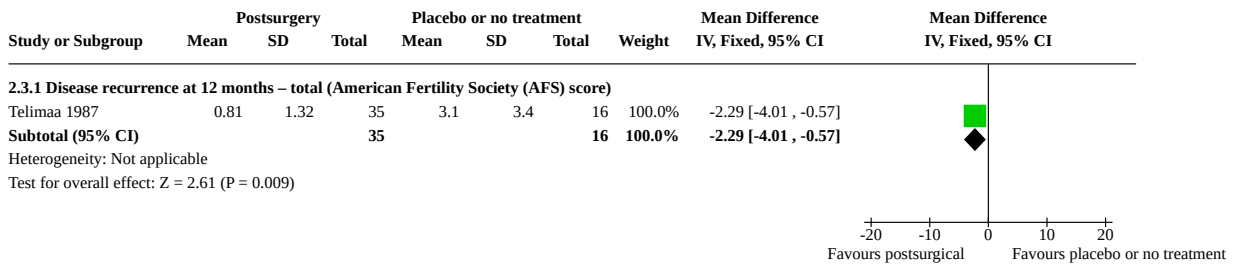 Postsurgery Placebo or no treatment Mean Difference Mean Difference
Study or Subgroup Mean SD Total Mean SD Total Weight IV, Fixed, 95% CI IV, Fixed, 95% CI
2.3.1 Disease recurrence at 12 months – total (American Fertility Society (AFS) score)
Telimaa 1987 0.81 1.32 35 3.1 3.4 16 100.0% -2.29 [-4.01 , -0.57]
Subtotal (95% CI) 35 16 100.0% -2.29 [-4.01 , -0.57]
Heterogeneity: Not applicable
Test for overall effect: Z = 2.61 (P = 0.009)
-20 -10 0 10 20
Favours postsurgical Favours placebo or no treatment